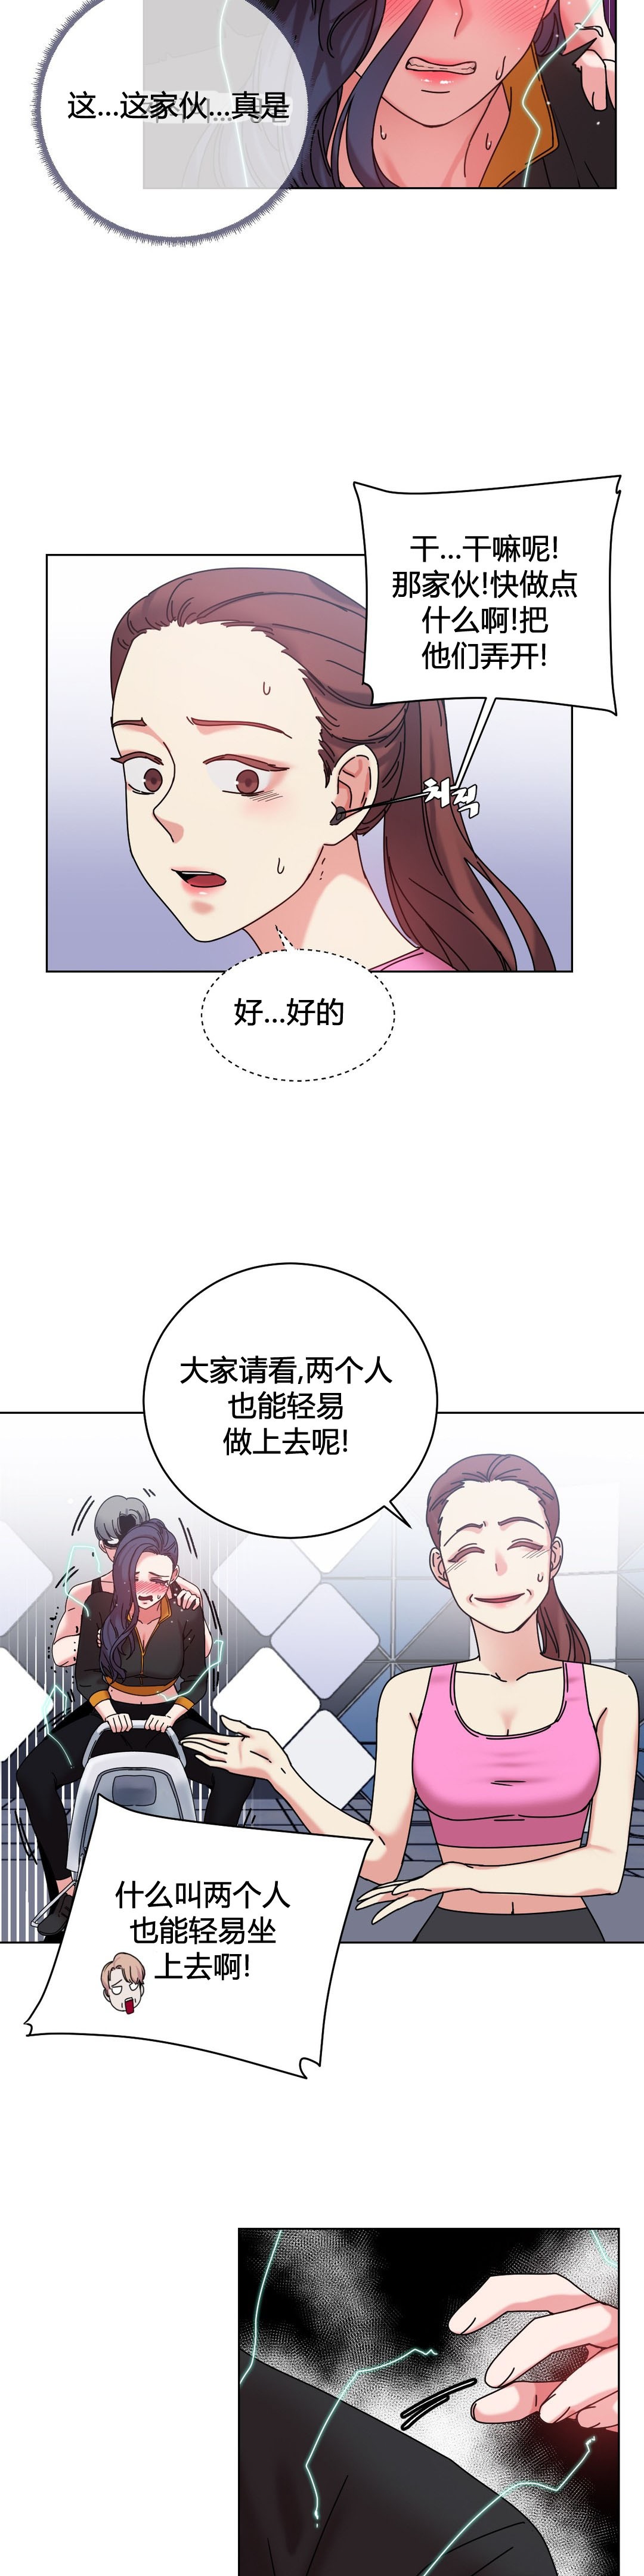 这...这家伙...真是
干...干嘛呢!
那家伙!快做点
什么啊!把
他们弄开!
치직
好...好的
大家请看,两个人
也能轻易
做上去呢!
什么叫两个人
也能轻易坐
上去啊!